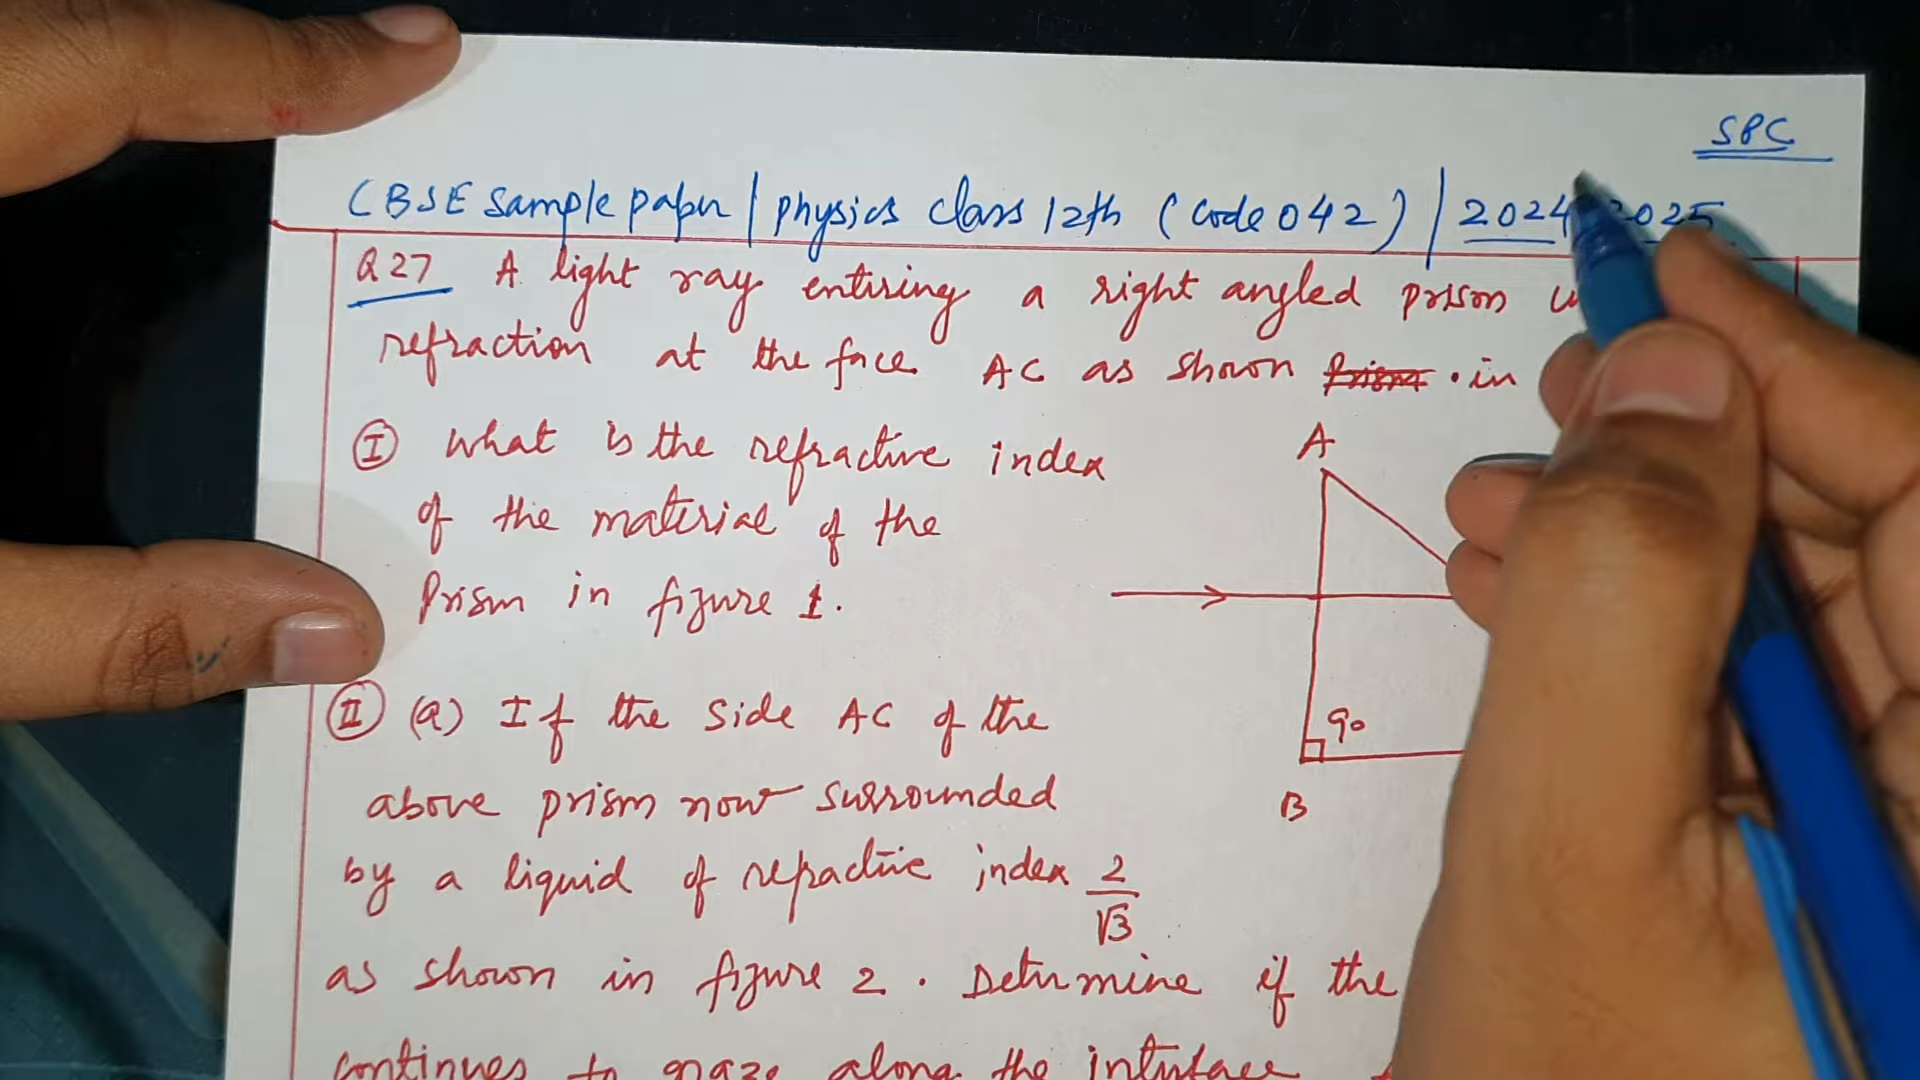 SPC
CBSE Sample paper | physics class 12th (code 042) | 2024 2025
Q27 A light ray entiring a right angled prism
refraction at the face AC as shown prism . in
I what is the refractive index
of the material of the
Prism in figure 1.
A
90
B
II (a) If the side AC of the
above prism now surrounded
by a liquid of refractive index 2/√3
as shown in figure 2 . Determine if the
continues to graze along the interface